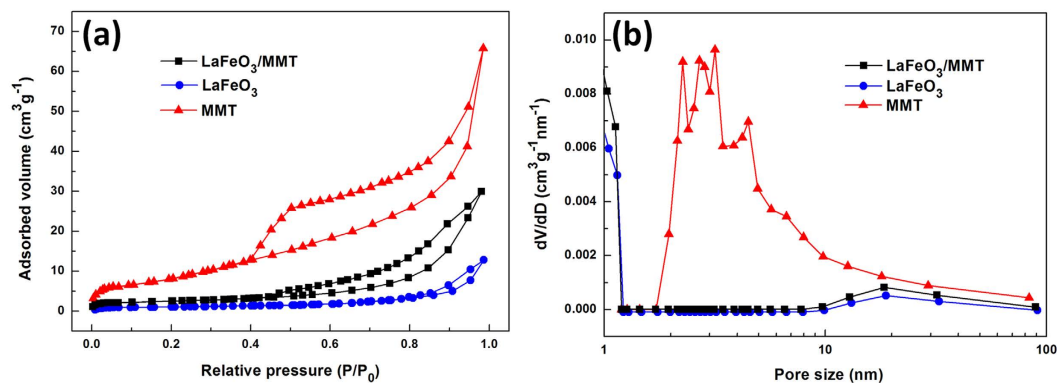 (a)
LaFeO₃/MMT
LaFeO₃
MMT
Adsorbed volume (cm³g⁻¹)
70
60
50
40
30
20
10
0
0.0 0.2 0.4 0.6 0.8 1.0
Relative pressure (P/P₀)
(b)
LaFeO₃/MMT
LaFeO₃
MMT
dV/dD (cm³g⁻¹nm⁻¹)
0.010
0.008
0.006
0.004
0.002
0.000
1 10 100
Pore size (nm)